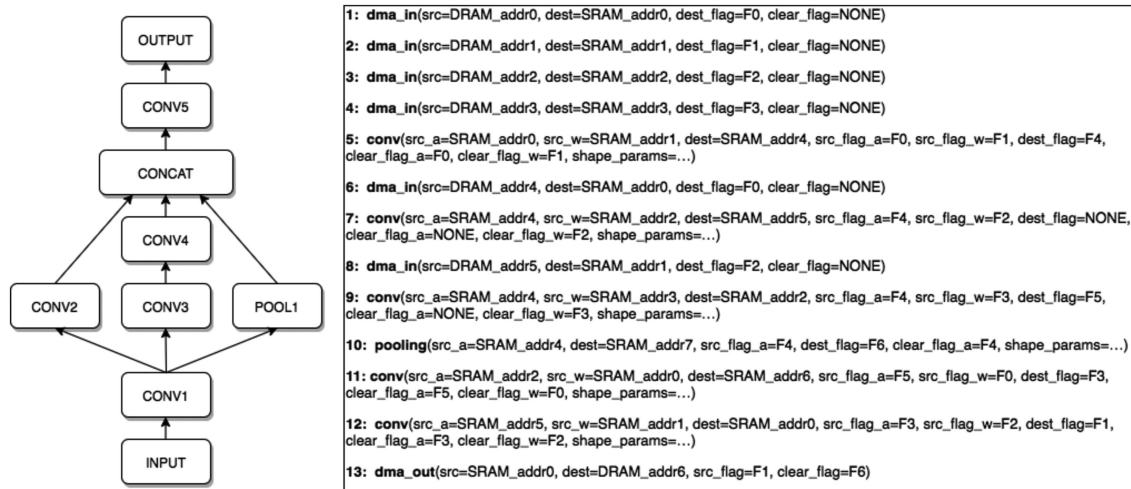 OUTPUT
CONV5
CONCAT
CONV4
CONV2
CONV3
POOL1
CONV1
INPUT
1: dma_in(src=DRAM_addr0, dest=SRAM_addr0, dest_flag=F0, clear_flag=NONE)
2: dma_in(src=DRAM_addr1, dest=SRAM_addr1, dest_flag=F1, clear_flag=NONE)
3: dma_in(src=DRAM_addr2, dest=SRAM_addr2, dest_flag=F2, clear_flag=NONE)
4: dma_in(src=DRAM_addr3, dest=SRAM_addr3, dest_flag=F3, clear_flag=NONE)
5: conv(src_a=SRAM_addr0, src_w=SRAM_addr1, dest=SRAM_addr4, src_flag_a=F0, src_flag_w=F1, dest_flag=F4,
clear_flag_a=F0, clear_flag_w=F1, shape_params=...)
6: dma_in(src=DRAM_addr4, dest=SRAM_addr0, dest_flag=F0, clear_flag=NONE)
7: conv(src_a=SRAM_addr4, src_w=SRAM_addr2, dest=SRAM_addr5, src_flag_a=F4, src_flag_w=F2, dest_flag=NONE,
clear_flag_a=NONE, clear_flag_w=F2, shape_params=...)
8: dma_in(src=DRAM_addr5, dest=SRAM_addr1, dest_flag=F2, clear_flag=NONE)
9: conv(src_a=SRAM_addr4, src_w=SRAM_addr3, dest=SRAM_addr2, src_flag_a=F4, src_flag_w=F3, dest_flag=F5,
clear_flag_a=NONE, clear_flag_w=F3, shape_params=...)
10: pooling(src_a=SRAM_addr4, dest=SRAM_addr7, src_flag_a=F4, dest_flag=F6, clear_flag_a=F4, shape_params=...)
11: conv(src_a=SRAM_addr2, src_w=SRAM_addr0, dest=SRAM_addr6, src_flag_a=F5, src_flag_w=F0, dest_flag=F3,
clear_flag_a=F5, clear_flag_w=F0, shape_params=...)
12: conv(src_a=SRAM_addr5, src_w=SRAM_addr1, dest=SRAM_addr0, src_flag_a=F3, src_flag_w=F2, dest_flag=F1,
clear_flag_a=F3, clear_flag_w=F2, shape_params=...)
13: dma_out(src=SRAM_addr0, dest=DRAM_addr6, src_flag=F1, clear_flag=F6)